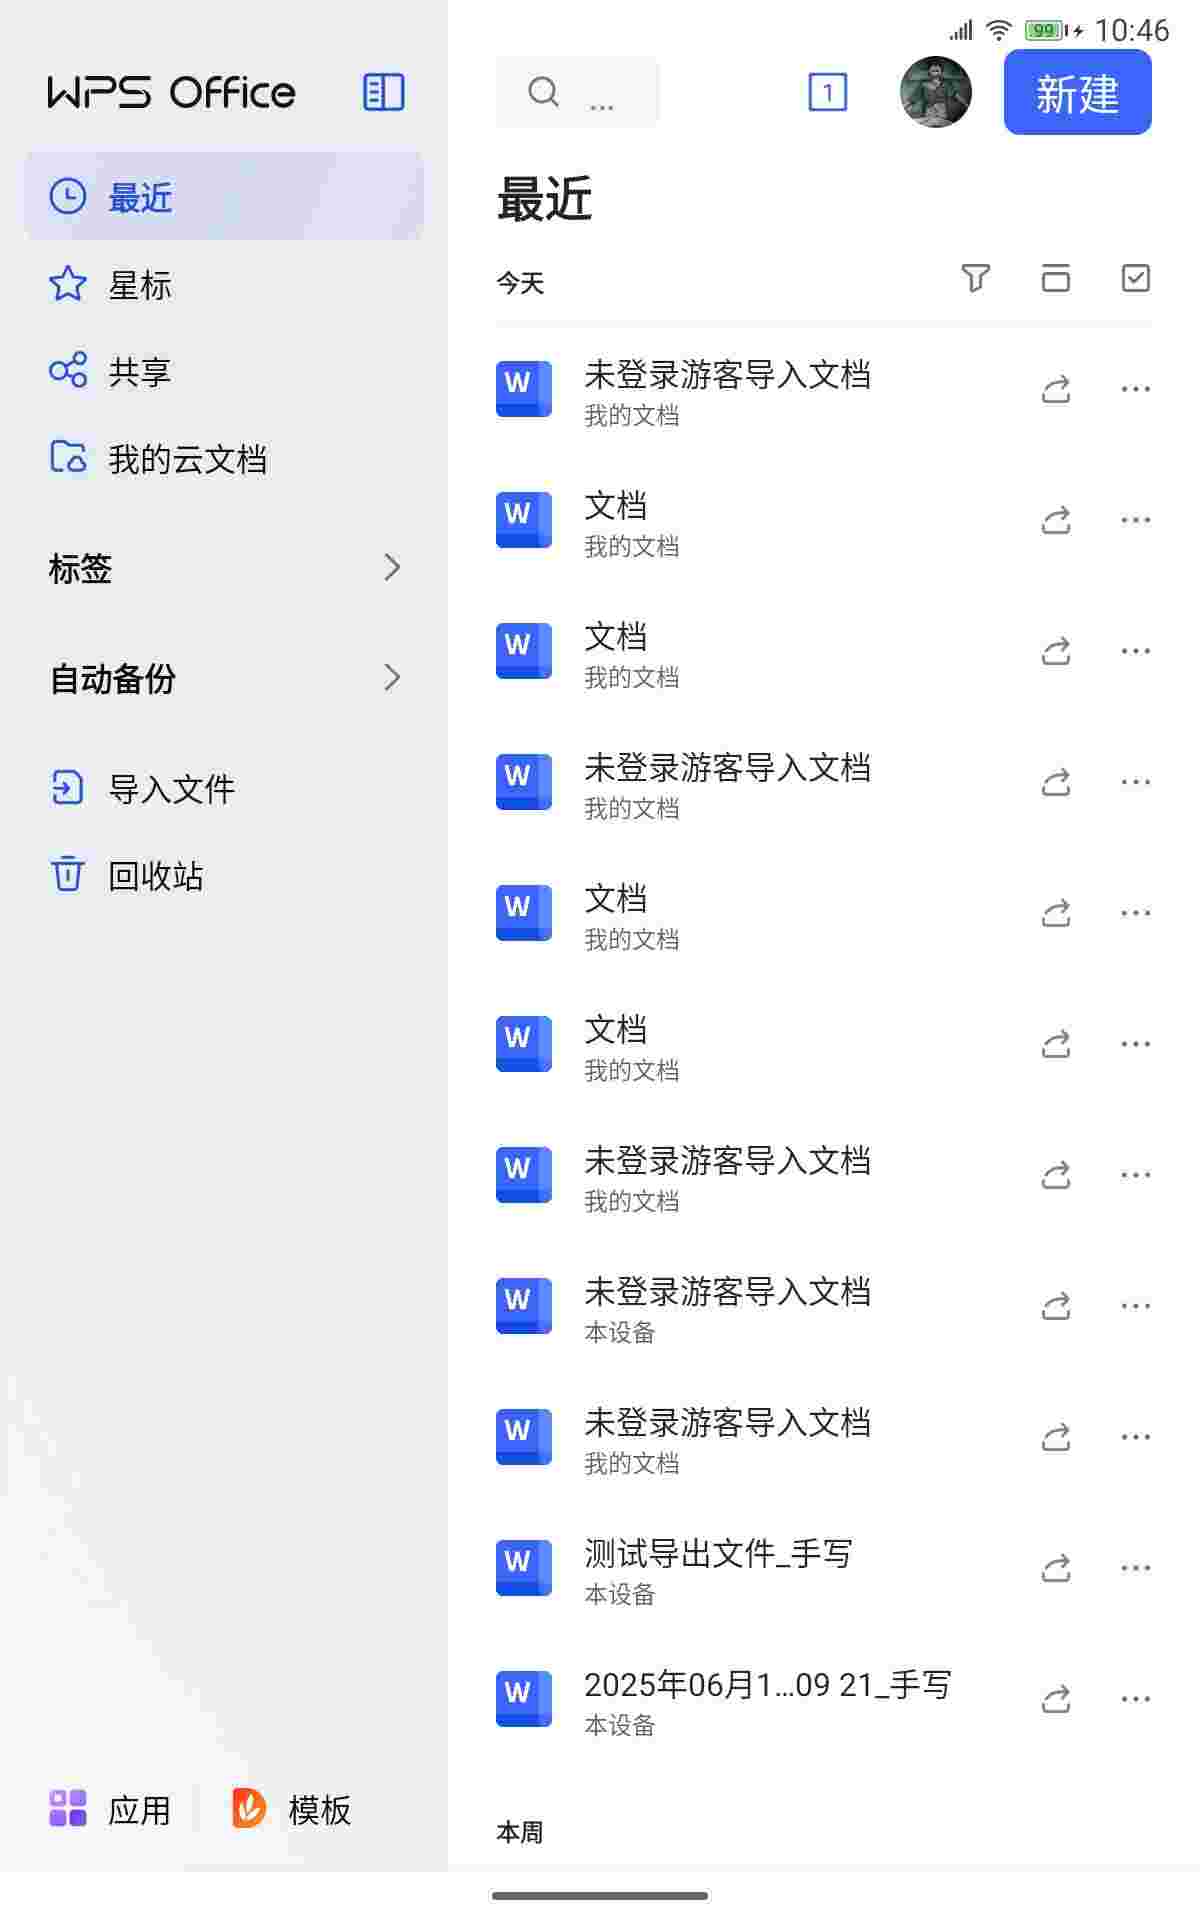 99 10:46
WPS Office
... 1 新建
最近
星标
共享
我的云文档
标签
自动备份
导入文件
回收站
应用 模板
最近
今天
W 未登录游客导入文档
我的文档
W 文档
我的文档
W 文档
我的文档
W 未登录游客导入文档
我的文档
W 文档
我的文档
W 文档
我的文档
W 未登录游客导入文档
我的文档
W 未登录游客导入文档
本设备
W 未登录游客导入文档
我的文档
W 测试导出文件_手写
本设备
W 2025年06月1...09 21_手写
本设备
本周